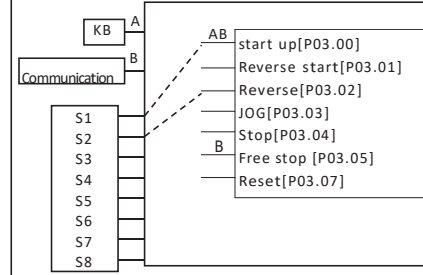 KB
A
B
Communication
S1
S2
S3
S4
S5
S6
S7
S8
AB
start up[P03.00]
Reverse start[P03.01]
Reverse[P03.02]
JOG[P03.03]
Stop[P03.04]
B
Free stop [P03.05]
Reset[P03.07]